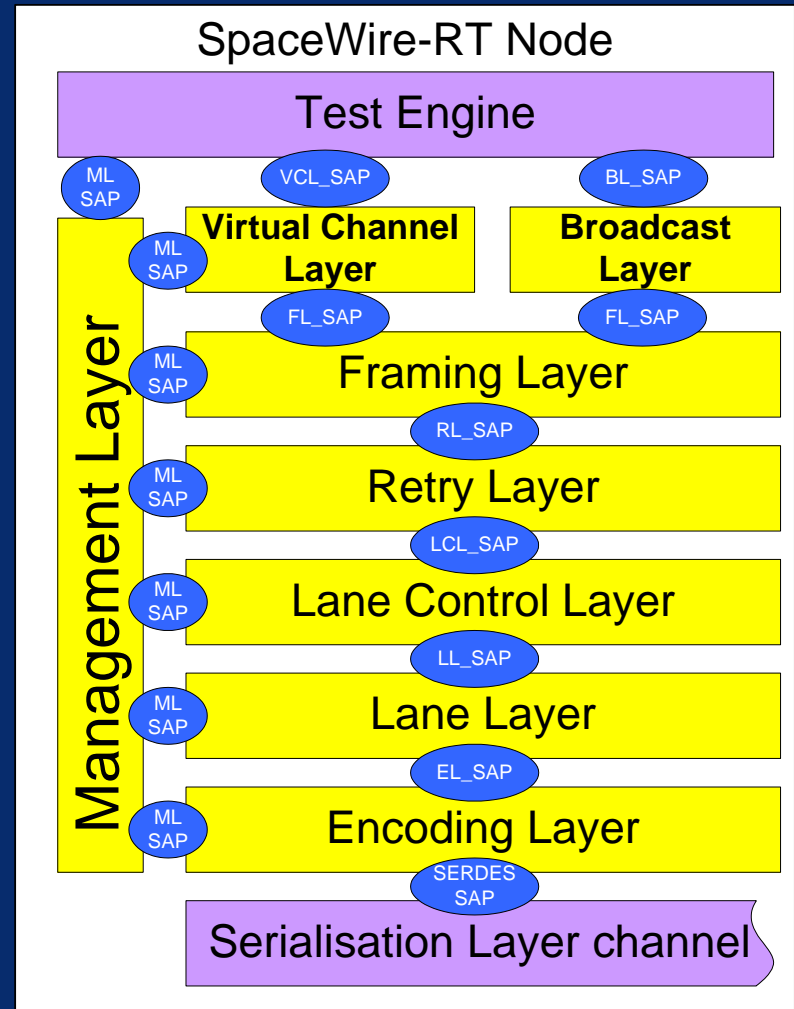 SpaceWire-RT Node
Test Engine
ML
SAP
VCL_SAP
BL_SAP
Virtual Channel
Layer
Broadcast
Layer
ML
SAP
FL_SAP
FL_SAP
Management Layer
ML
SAP
Framing Layer
RL_SAP
ML
SAP
Retry Layer
LCL_SAP
ML
SAP
Lane Control Layer
LL_SAP
ML
SAP
Lane Layer
EL_SAP
ML
SAP
Encoding Layer
SERDES
SAP
Serialisation Layer channel